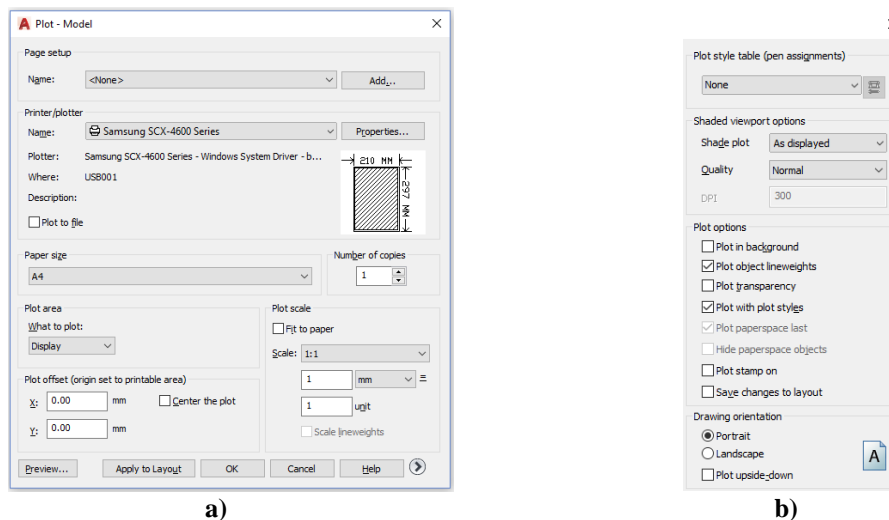 Plot - Model
Page setup
Name: <None> Add...
Printer/plotter
Name: Samsung SCX-4600 Series Properties...
Plotter: Samsung SCX-4600 Series - Windows System Driver - b...
Where: USB001
Description:
Plot to file
210 MM
297 MM
Paper size
A4
Number of copies
1
Plot area
What to plot:
Display
Plot scale
Fit to paper
Scale: 1:1
1 mm =
1 unit
Scale lineweights
Plot offset (origin set to printable area)
X: 0.00 mm Center the plot
Y: 0.00 mm
Preview... Apply to Layout OK Cancel Help
a)
Plot style table (pen assignments)
None
Shaded viewport options
Shade plot As displayed
Quality Normal
DPI 300
Plot options
Plot in background
Plot object lineweights
Plot transparency
Plot with plot styles
Plot paperspace last
Hide paperspace objects
Plot stamp on
Save changes to layout
Drawing orientation
Portrait
Landscape
Plot upside-down
A
b)